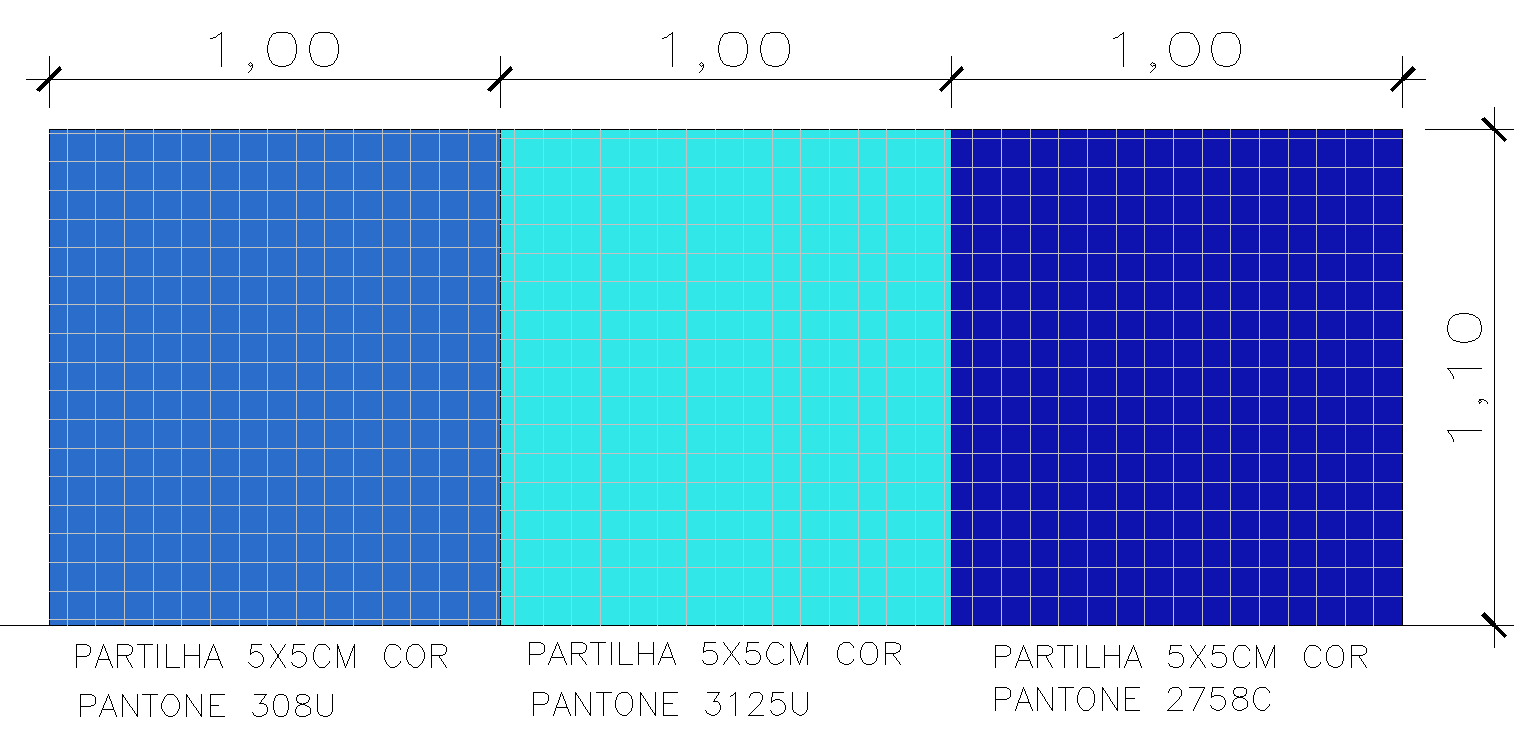 1,00 1,00 1,00
1,10
PARTILHA 5X5CM COR
PANTONE 308U
PARTILHA 5X5CM COR
PANTONE 3125U
PARTILHA 5X5CM COR
PANTONE 2758C